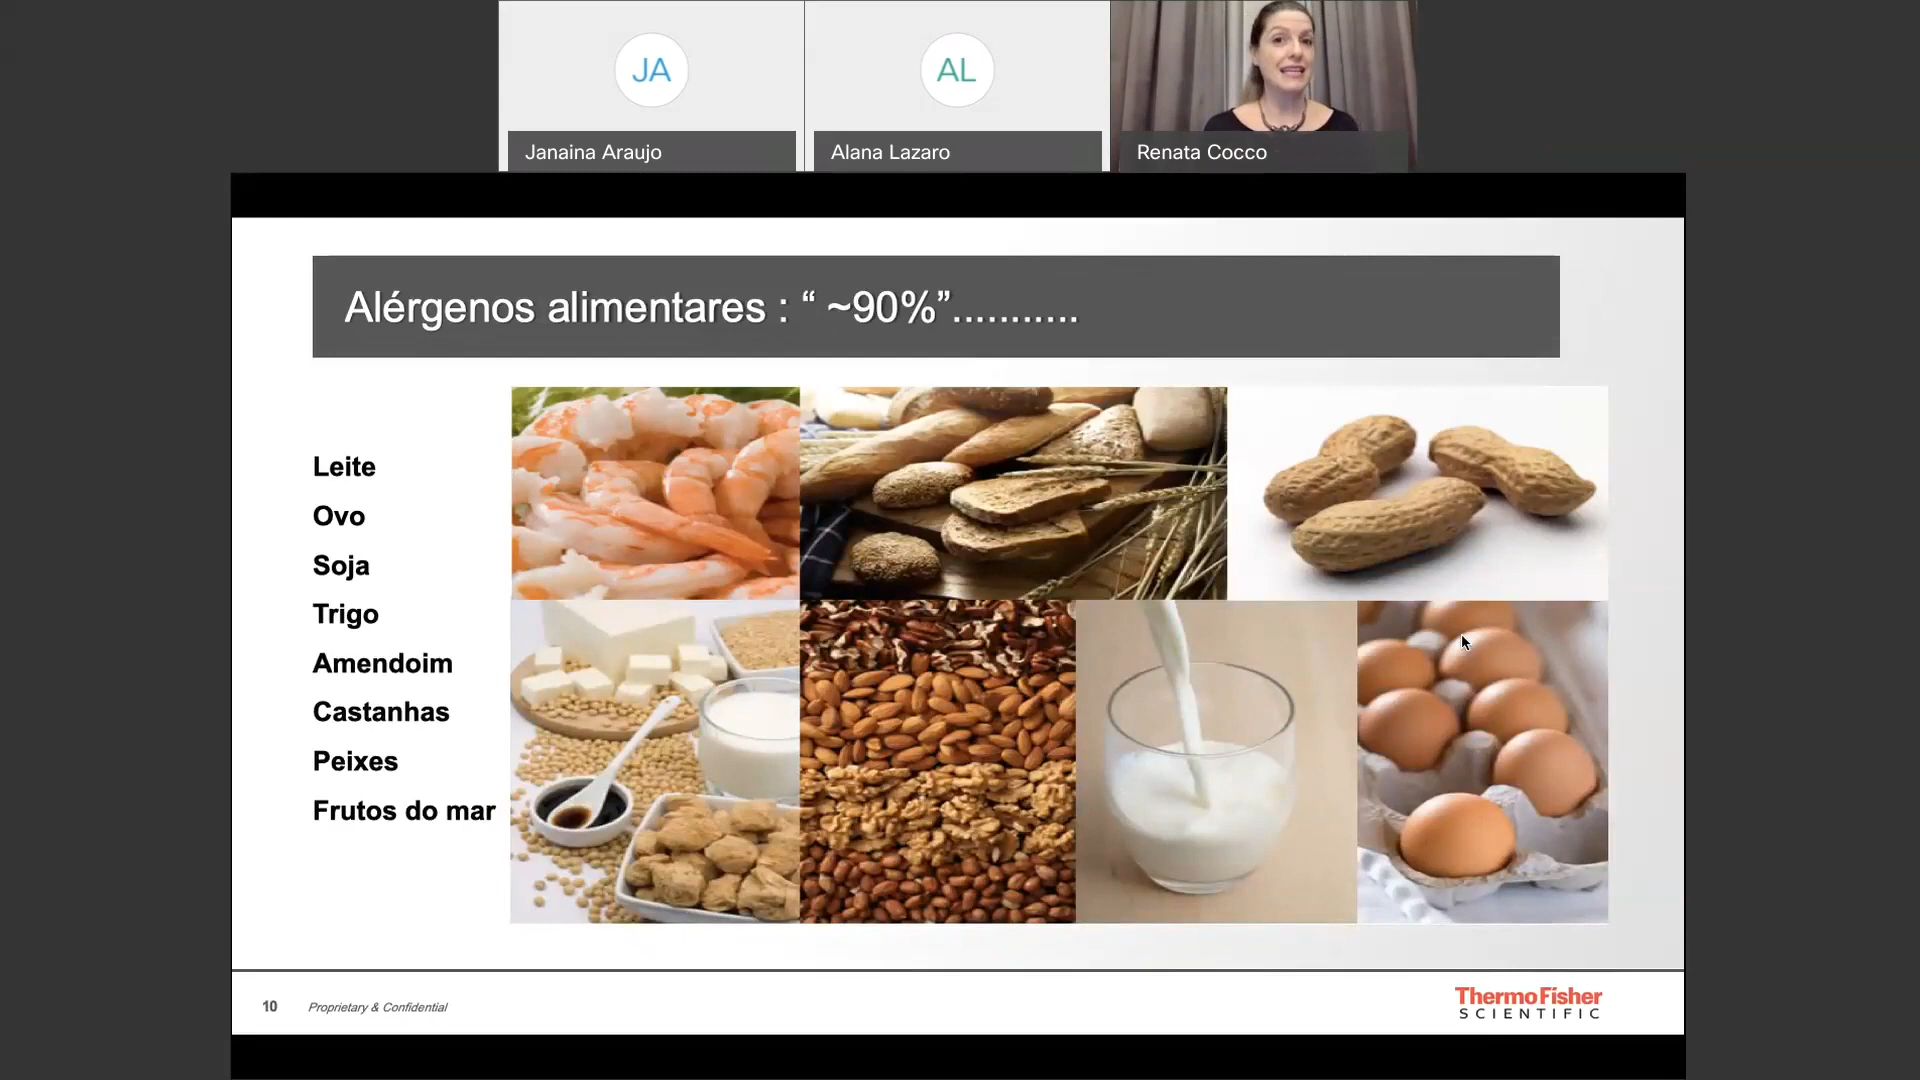 JA
AL
Janaina Araujo
Alana Lazaro
Renata Cocco
Alérgenos alimentares : “ ~90%”...........
Leite
Ovo
Soja
Trigo
Amendoim
Castanhas
Peixes
Frutos do mar
10
Proprietary & Confidential
ThermoFisher
SCIENTIFIC